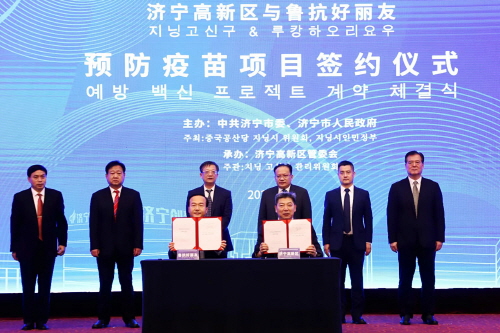 济宁高新区与鲁抗好丽友
지닝고신구 & 루캉하오리요우
预防疫苗项目签约仪式
예방 백신 프로젝트 계약 체결식
主办：中共济宁市委、济宁市人民政府
주최:중국공산당 지닝시 위원회, 지닝시인민정부
承办：济宁高新区管委会